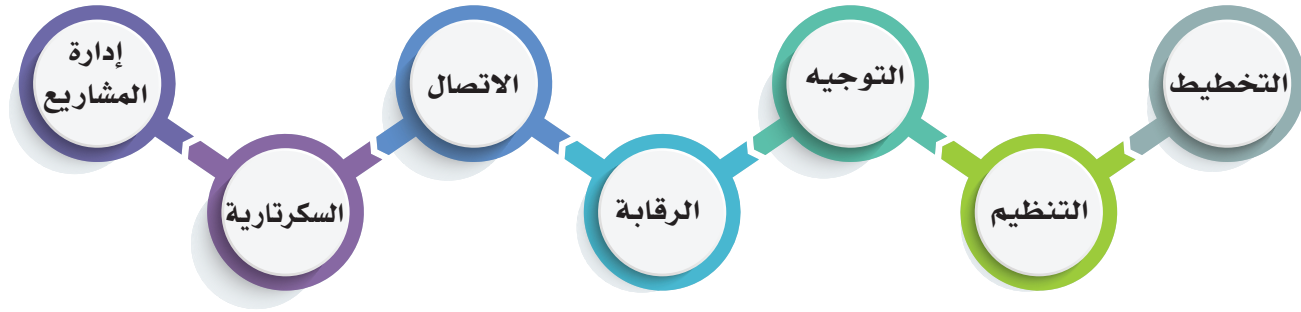 التخطيط
التنظيم
التوجيه
الرقابة
الاتصال
السكرتارية
إدارة
المشاريع